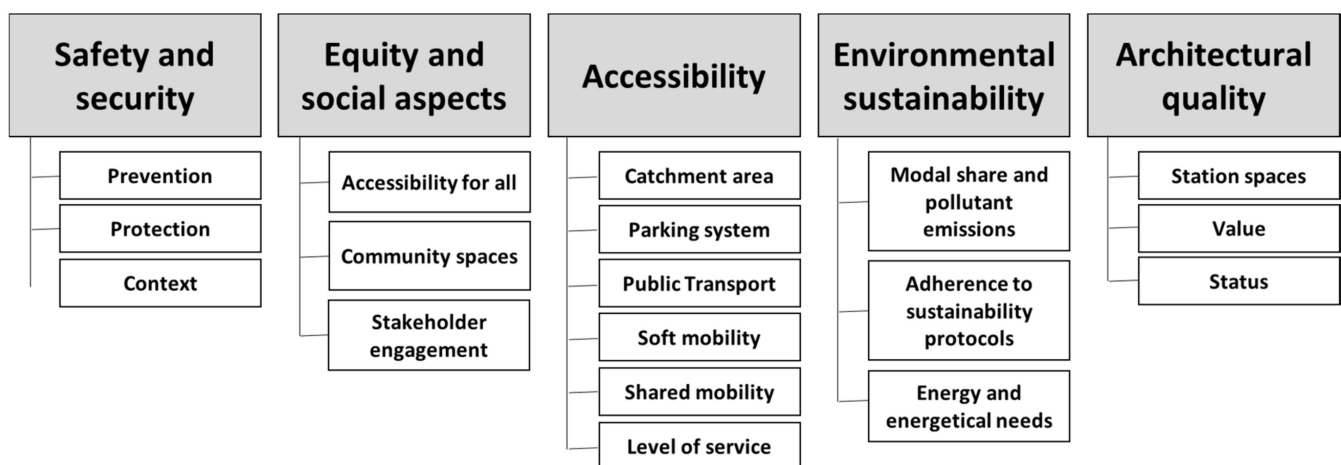 Safety and
security
Prevention
Protection
Context
Equity and
social aspects
Accessibility for all
Community spaces
Stakeholder
engagement
Accessibility
Catchment area
Parking system
Public Transport
Soft mobility
Shared mobility
Level of service
Environmental
sustainability
Modal share and
pollutant
emissions
Adherence to
sustainability
protocols
Energy and
energetical needs
Architectural
quality
Station spaces
Value
Status